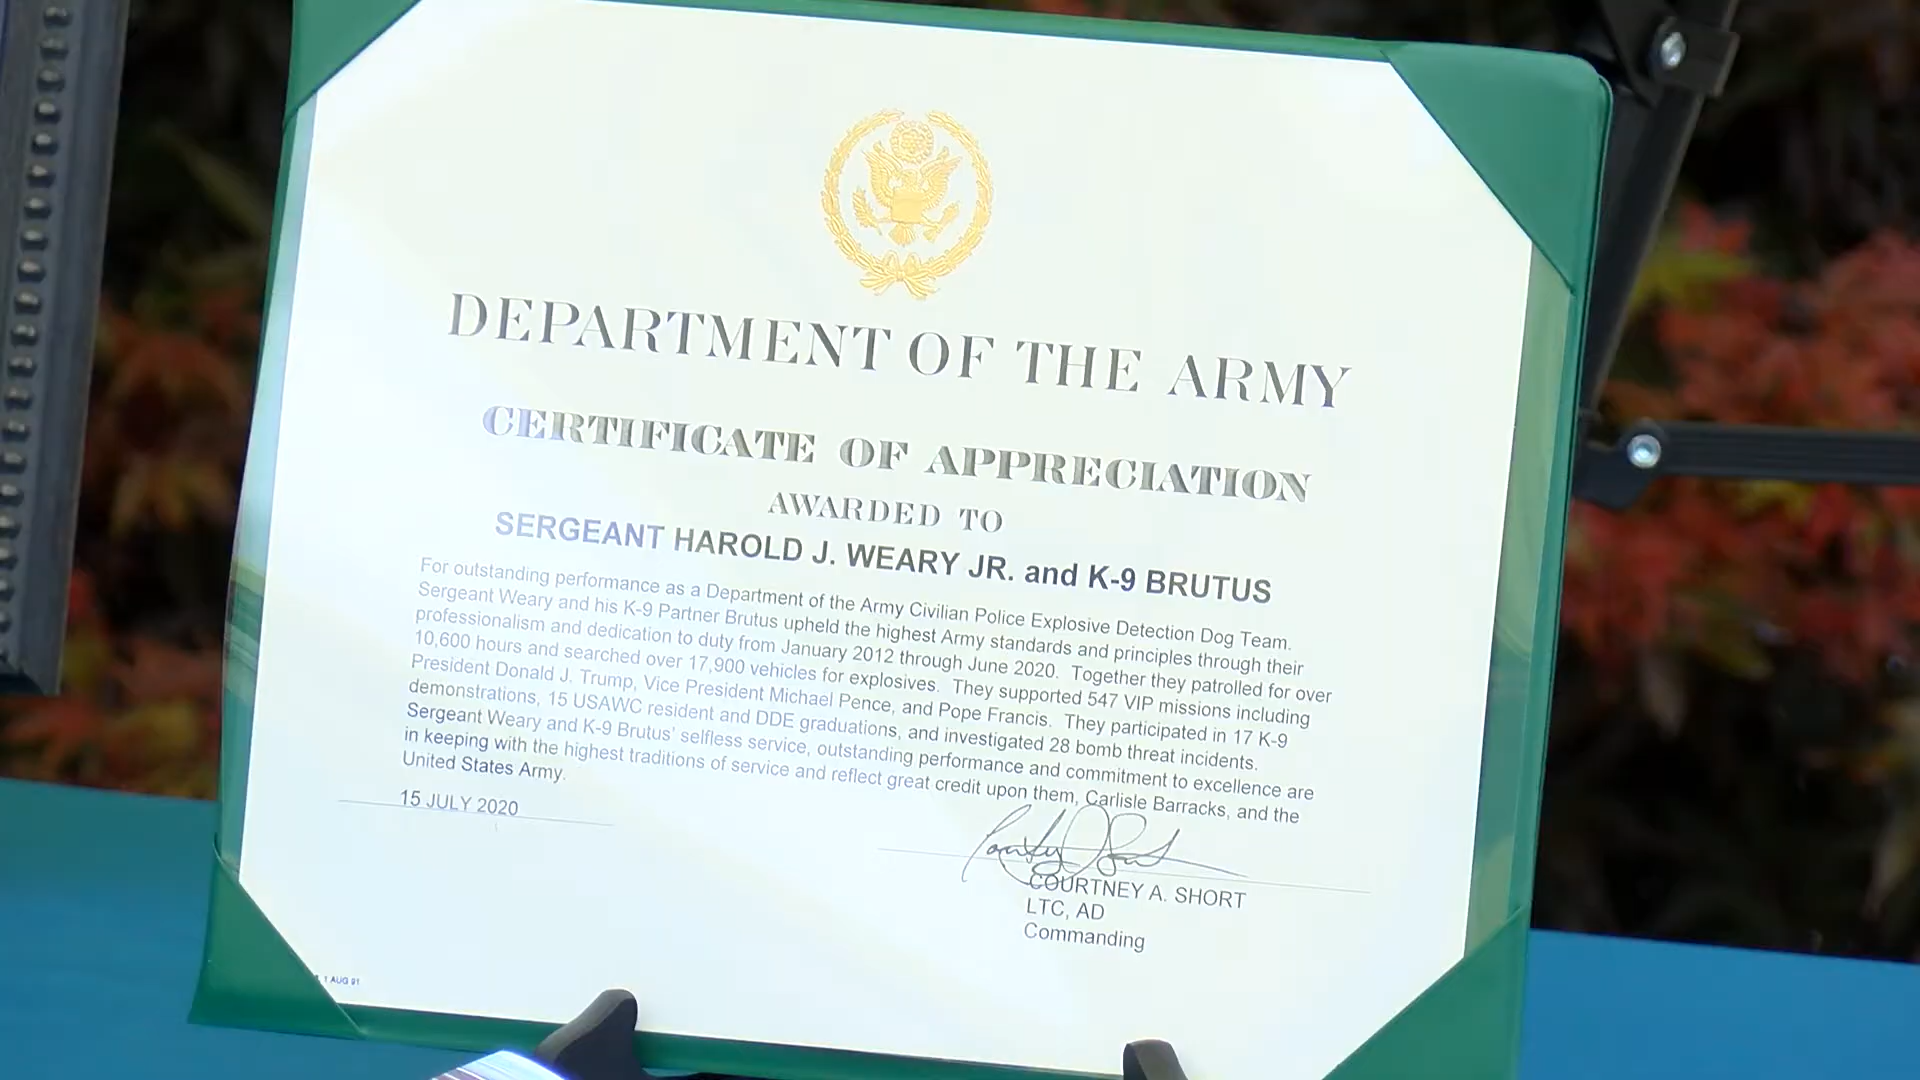 DEPARTMENT OF THE ARMY
CERTIFICATE OF APPRECIATION
AWARDED TO
SERGEANT HAROLD J. WEARY JR. and K-9 BRUTUS
For outstanding performance as a Department of the Army Civilian Police Explosive Detection Dog Team.
Sergeant Weary and his K-9 Partner Brutus upheld the highest Army standards and principles through their
professionalism and dedication to duty from January 2012 through June 2020. Together they patrolled for over
10,600 hours and searched over 17,900 vehicles for explosives. They supported 547 VIP missions including
President Donald J. Trump, Vice President Michael Pence, and Pope Francis. They participated in 17 K-9
demonstrations, 15 USAWC resident and DDE graduations, and investigated 28 bomb threat incidents.
Sergeant Weary and K-9 Brutus' selfless service, outstanding performance and commitment to excellence are
in keeping with the highest traditions of service and reflect great credit upon them, Carlisle Barracks, and the
United States Army.
15 JULY 2020
COURTNEY A. SHORT
LTC, AD
Commanding
1 AUG 81